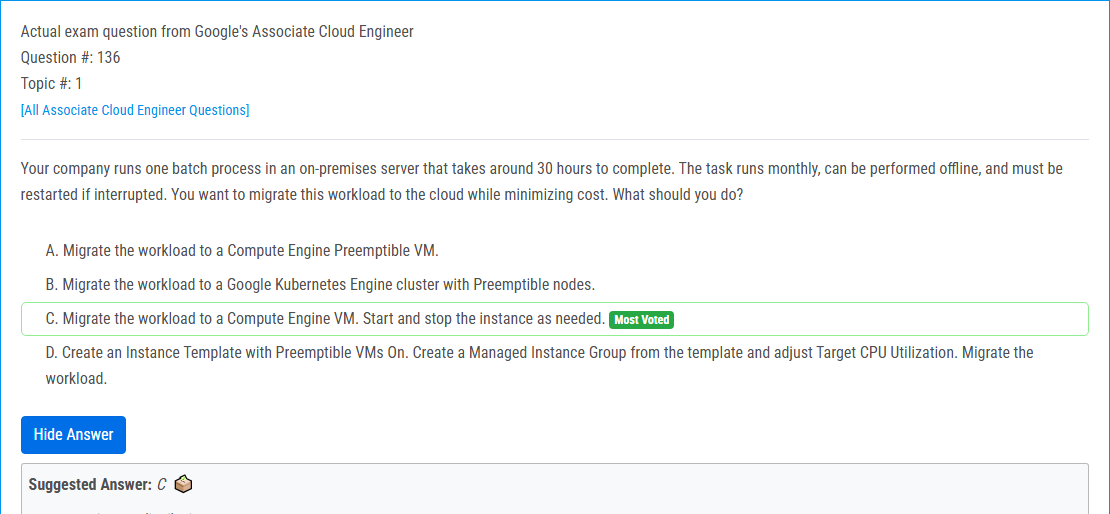 Actual exam question from Google's Associate Cloud Engineer
Question #: 136
Topic #: 1
[All Associate Cloud Engineer Questions]
Your company runs one batch process in an on-premises server that takes around 30 hours to complete. The task runs monthly, can be performed offline, and must be
restarted if interrupted. You want to migrate this workload to the cloud while minimizing cost. What should you do?
A. Migrate the workload to a Compute Engine Preemptible VM.
B. Migrate the workload to a Google Kubernetes Engine cluster with Preemptible nodes.
C. Migrate the workload to a Compute Engine VM. Start and stop the instance as needed. Most Voted
D. Create an Instance Template with Preemptible VMs On. Create a Managed Instance Group from the template and adjust Target CPU Utilization. Migrate the
workload.
Hide Answer
Suggested Answer: C